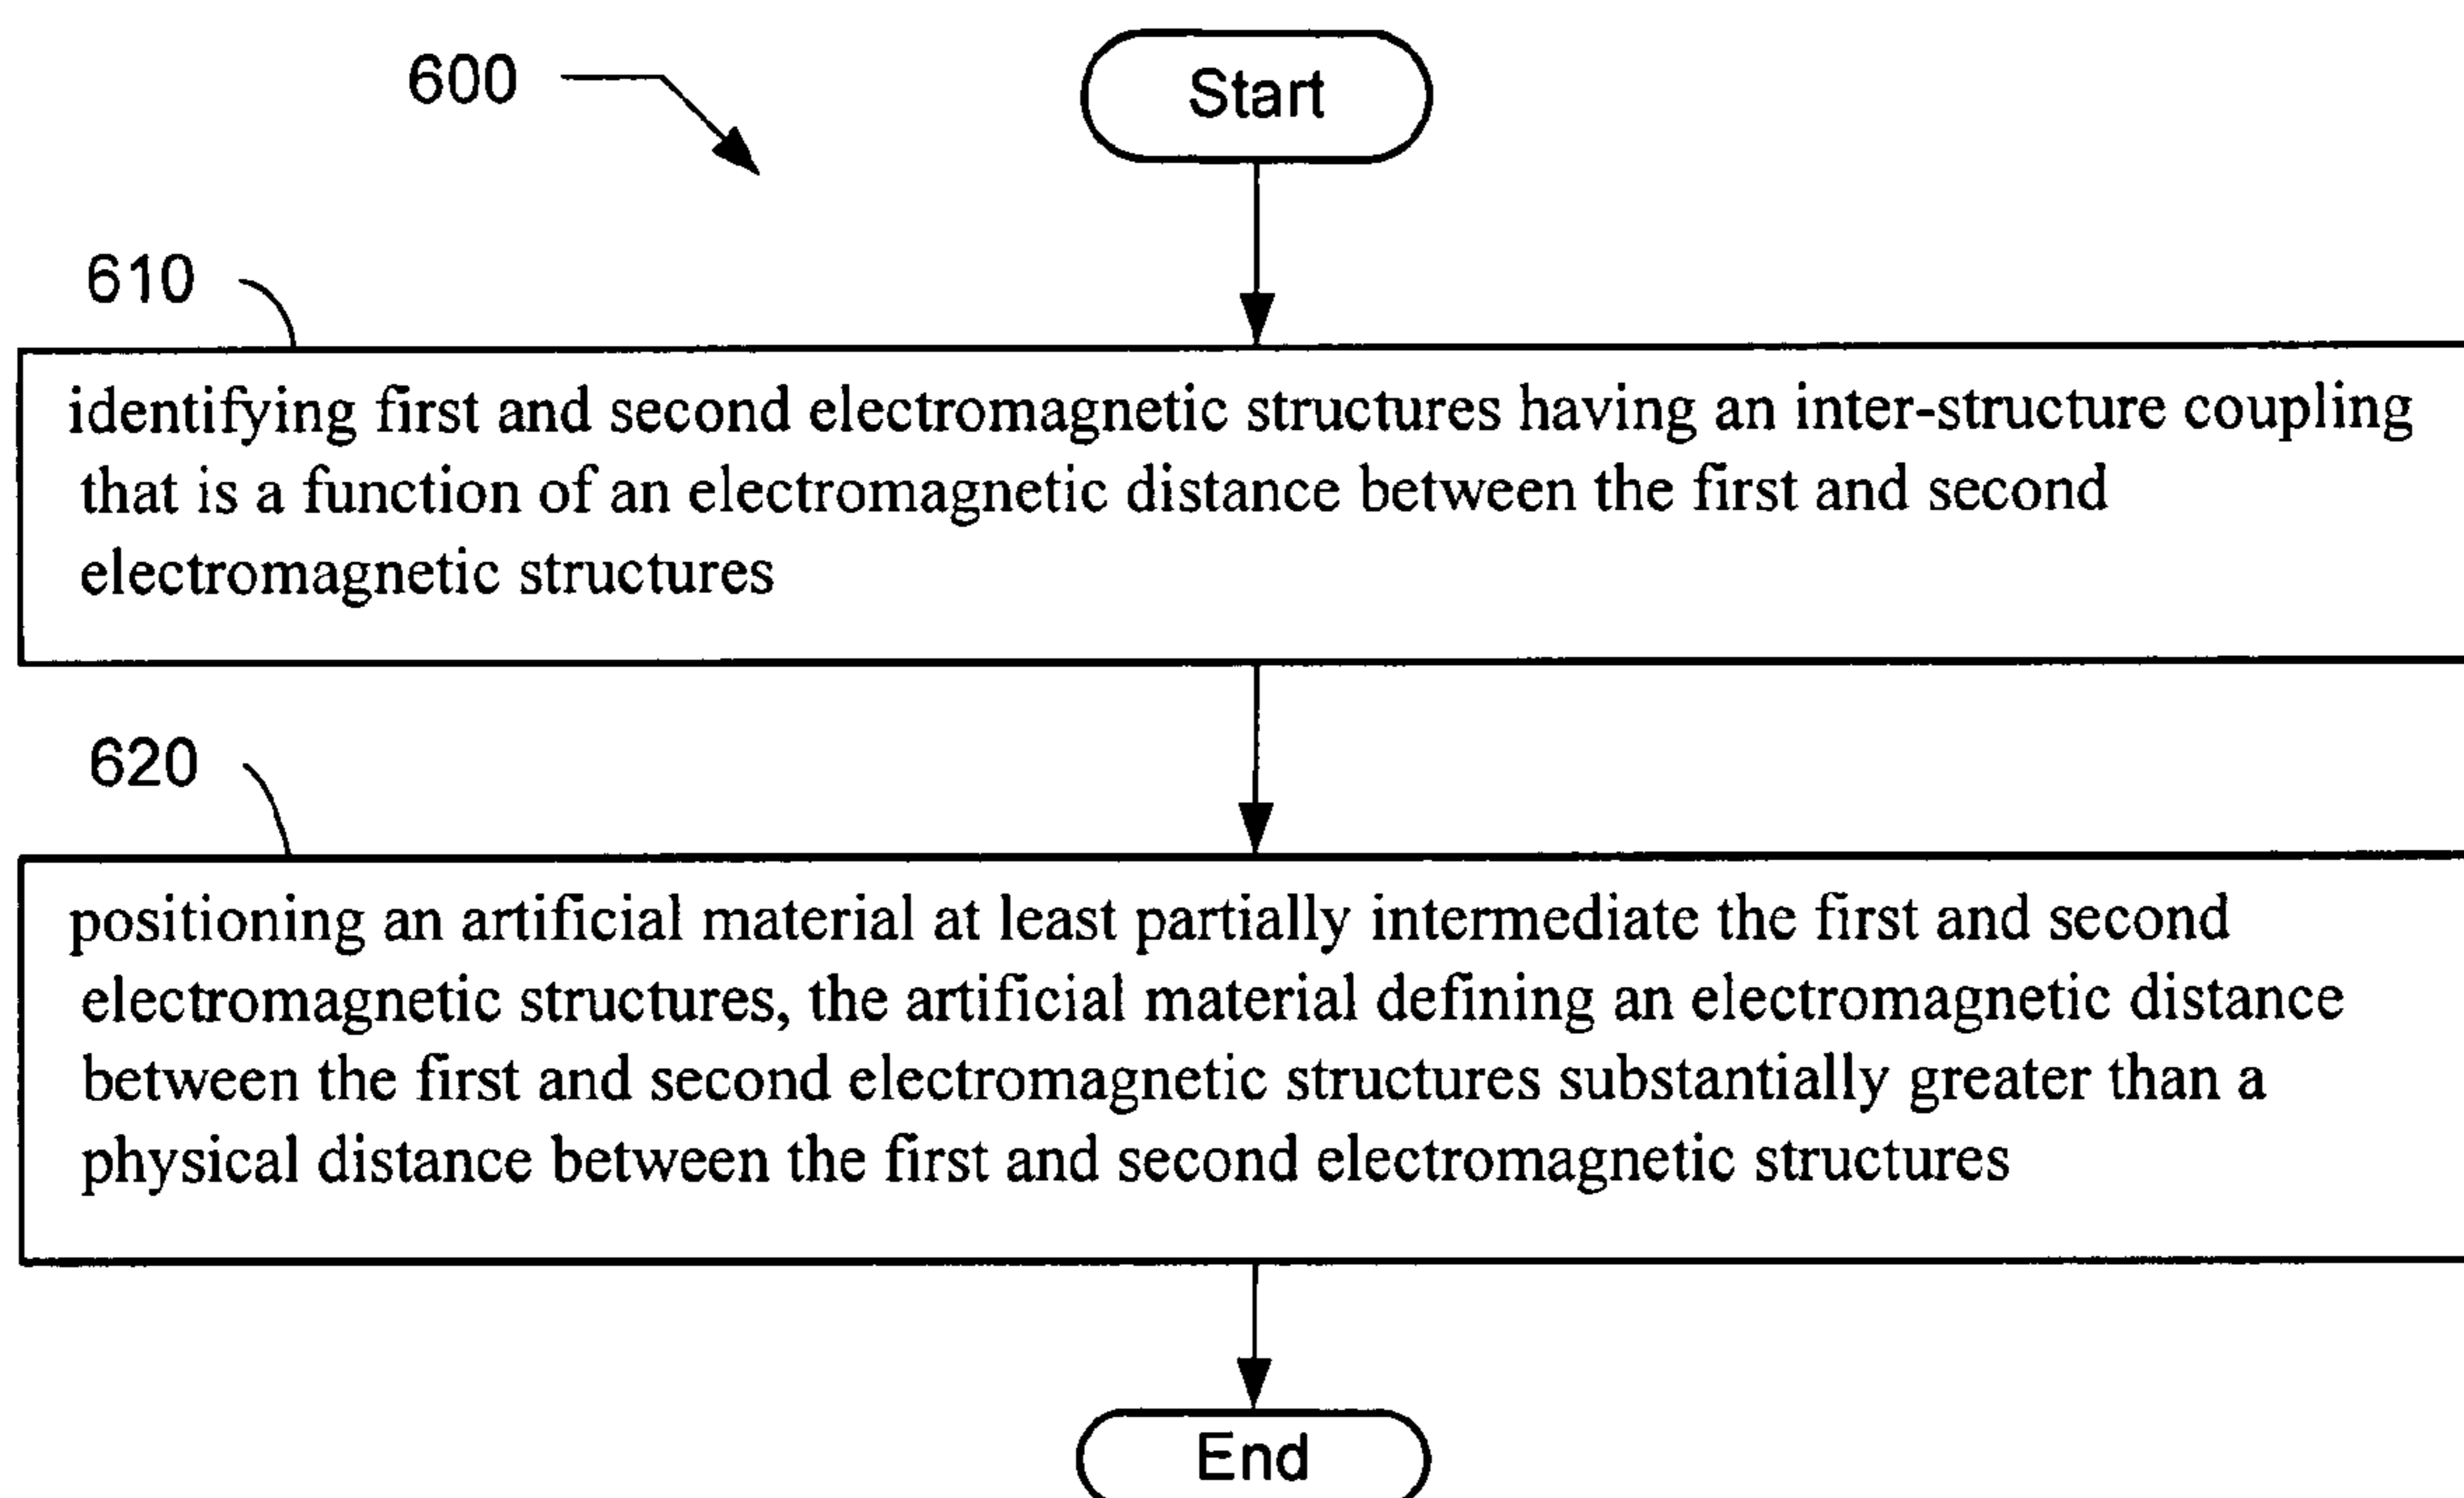 600
Start
610
identifying first and second electromagnetic structures having an inter-structure coupling
that is a function of an electromagnetic distance between the first and second
electromagnetic structures
620
positioning an artificial material at least partially intermediate the first and second
electromagnetic structures, the artificial material defining an electromagnetic distance
between the first and second electromagnetic structures substantially greater than a
physical distance between the first and second electromagnetic structures
End